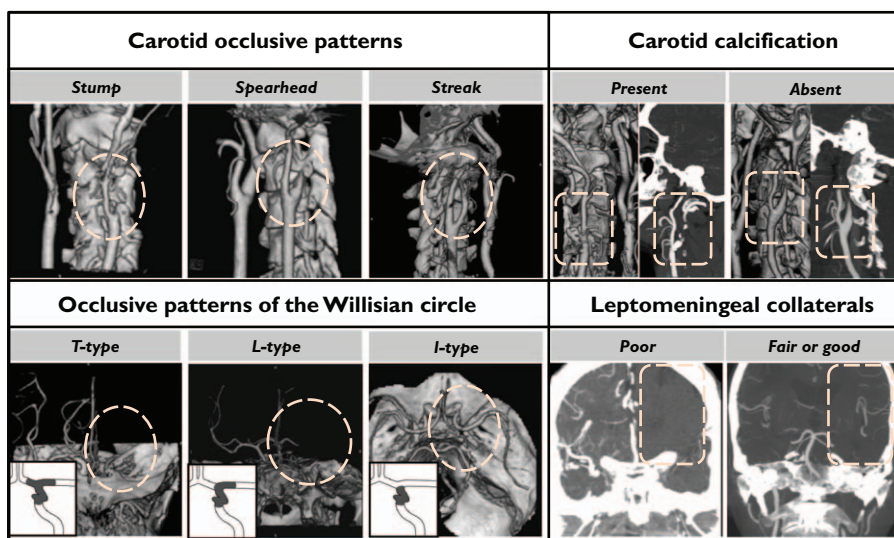 Carotid occlusive patterns
Carotid calcification
Stump
Spearhead
Streak
Present
Absent
Occlusive patterns of the Willisian circle
Leptomeningeal collaterals
T-type
L-type
I-type
Poor
Fair or good